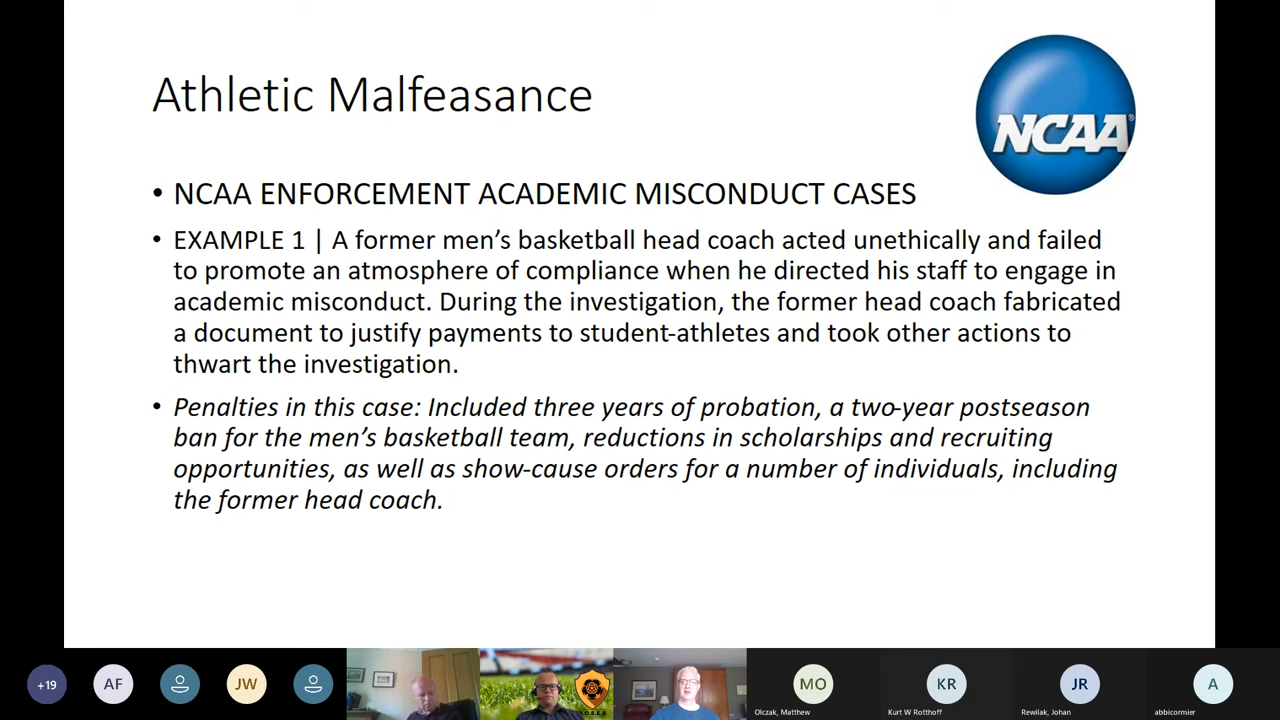 Athletic Malfeasance
NCAA®
• NCAA ENFORCEMENT ACADEMIC MISCONDUCT CASES
• EXAMPLE 1 | A former men’s basketball head coach acted unethically and failed
to promote an atmosphere of compliance when he directed his staff to engage in
academic misconduct. During the investigation, the former head coach fabricated
a document to justify payments to student-athletes and took other actions to
thwart the investigation.
• Penalties in this case: Included three years of probation, a two-year postseason
ban for the men’s basketball team, reductions in scholarships and recruiting
opportunities, as well as show-cause orders for a number of individuals, including
the former head coach.
+19
AF
JW
MO
KR
JR
A
Olczak, Matthew
Kurt W Rotthoff
Rewilak, Johan
abbicormier